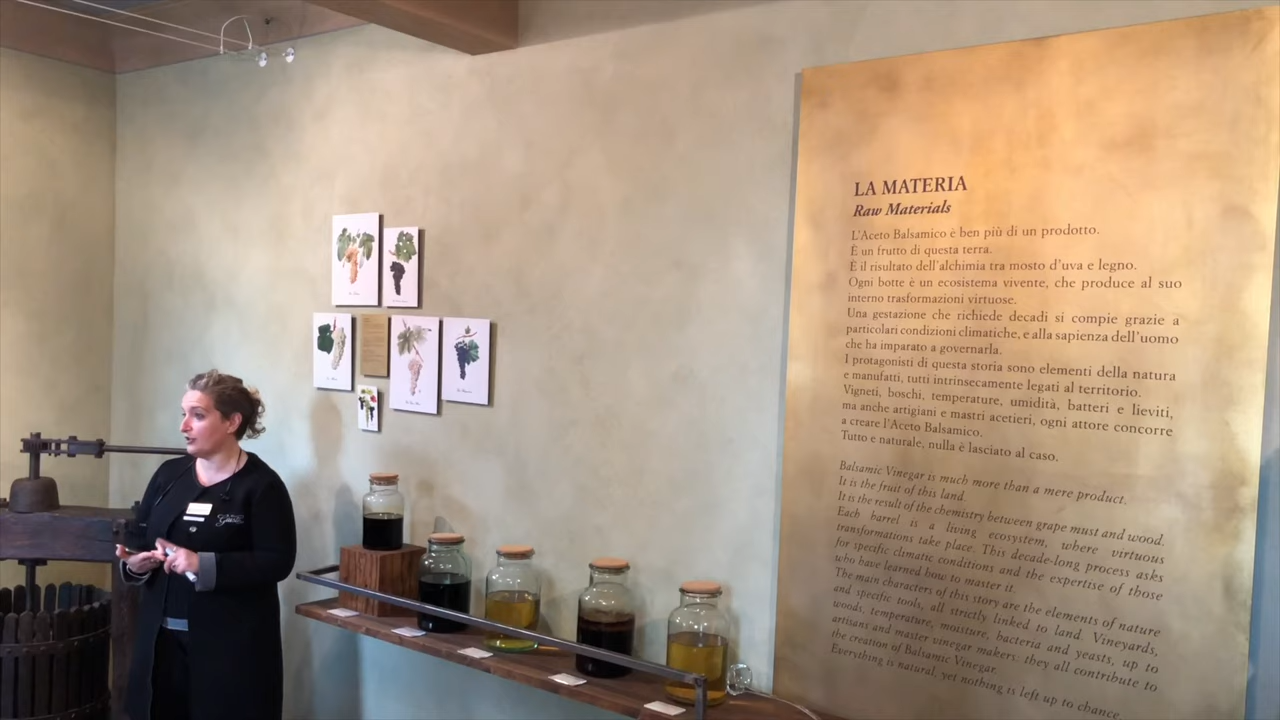 LA MATERIA
Raw Materials
L'Aceto Balsamico è ben più di un prodotto.
È un frutto di questa terra.
È il risultato dell'alchimia tra mosto d'uva e legno.
Ogni botte è un ecosistema vivente, che produce al suo
interno trasformazioni virtuose.
Una gestazione che richiede decadi si compie grazie a
particolari condizioni climatiche, e alla sapienza dell'uomo
che ha imparato a governarla.
I protagonisti di questa storia sono elementi della natura
e manufatti, tutti intrinsecamente legati al territorio.
Vigneti, boschi, temperature, umidità, batteri e lieviti,
ma anche artigiani e mastri acetieri, ogni attore concorre
a creare l'Aceto Balsamico.
Tutto e naturale, nulla è lasciato al caso.
Balsamic Vinegar is much more than a mere product.
It is the fruit of this land.
It is the result of the chemistry between grape must and wood.
Each barrel is a living ecosystem, where virtuous
transformations take place. This decade-long process asks
for specific climatic conditions and the expertise of those
who have learned how to master it.
The main characters of this story are the elements of nature
and specific tools, all strictly linked to land. Vineyards,
woods, temperature, moisture, bacteria and yeasts, up to
artisans and master vinegar makers: they all contribute to
the creation of Balsamic Vinegar.
Everything is natural, yet nothing is left up to chance.